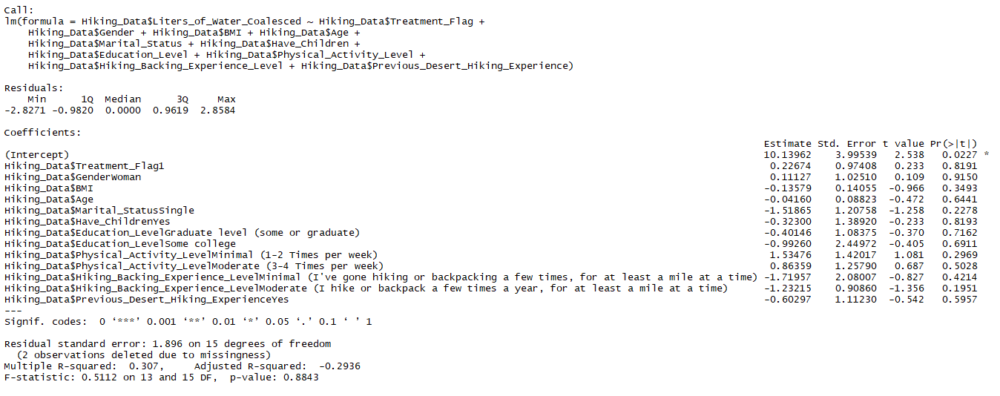 Call:
lm(formula = Hiking_Data$Liters_of_Water_Coalesced ~ Hiking_Data$Treatment_Flag +
    Hiking_Data$Gender + Hiking_Data$BMI + Hiking_Data$Age +
    Hiking_Data$Marital_Status + Hiking_Data$Have_Children +
    Hiking_Data$Education_Level + Hiking_Data$Physical_Activity_Level +
    Hiking_Data$Hiking_Backing_Experience_Level + Hiking_Data$Previous_Desert_Hiking_Experience)
Residuals:
    Min      1Q  Median      3Q     Max
-2.8271 -0.9820  0.0000  0.9619  2.8584
Coefficients:
Estimate Std. Error t value Pr(>|t|)
(Intercept) 10.13962 3.99539 2.538 0.0227 *
Hiking_Data$Treatment_Flag1 0.22674 0.97408 0.233 0.8191
Hiking_Data$GenderWoman 0.11127 1.02510 0.109 0.9150
Hiking_Data$BMI -0.13579 0.14055 -0.966 0.3493
Hiking_Data$Age -0.04160 0.08823 -0.472 0.6441
Hiking_Data$Marital_StatusSingle -1.51865 1.20758 -1.258 0.2278
Hiking_Data$Have_ChildrenYes -0.32300 1.38920 -0.233 0.8193
Hiking_Data$Education_LevelGraduate level (some or graduate) -0.40146 1.08375 -0.370 0.7162
Hiking_Data$Education_LevelSome college -0.99260 2.44972 -0.405 0.6911
Hiking_Data$Physical_Activity_LevelMinimal (1-2 Times per week) 1.53476 1.42017 1.081 0.2969
Hiking_Data$Physical_Activity_LevelModerate (3-4 Times per week) 0.86359 1.25790 0.687 0.5028
Hiking_Data$Hiking_Backing_Experience_LevelMinimal (I've gone hiking or backpacking a few times, for at least a mile at a time) -1.71957 2.08007 -0.827 0.4214
Hiking_Data$Hiking_Backing_Experience_LevelModerate (I hike or backpack a few times a year, for at least a mile at a time) -1.23215 0.90860 -1.356 0.1951
Hiking_Data$Previous_Desert_Hiking_ExperienceYes -0.60297 1.11230 -0.542 0.5957
---
Signif. codes:  0 ‘***’ 0.001 ‘**’ 0.01 ‘*’ 0.05 ‘.’ 0.1 ‘ ’ 1
Residual standard error: 1.896 on 15 degrees of freedom
  (2 observations deleted due to missingness)
Multiple R-squared:  0.307,	Adjusted R-squared:  -0.2936
F-statistic: 0.5112 on 13 and 15 DF,  p-value: 0.8843